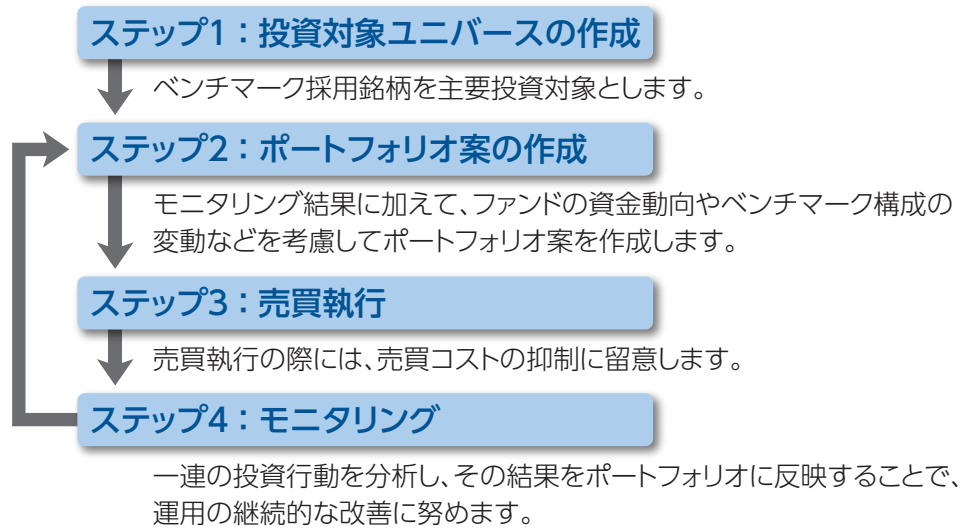 ステップ1：投資対象ユニバースの作成
ベンチマーク採用銘柄を主要投資対象とします。
ステップ2：ポートフォリオ案の作成
モニタリング結果に加えて、ファンドの資金動向やベンチマーク構成の
変動などを考慮してポートフォリオ案を作成します。
ステップ3：売買執行
売買執行の際には、売買コストの抑制に留意します。
ステップ4：モニタリング
一連の投資行動を分析し、その結果をポートフォリオに反映することで、
運用の継続的な改善に努めます。